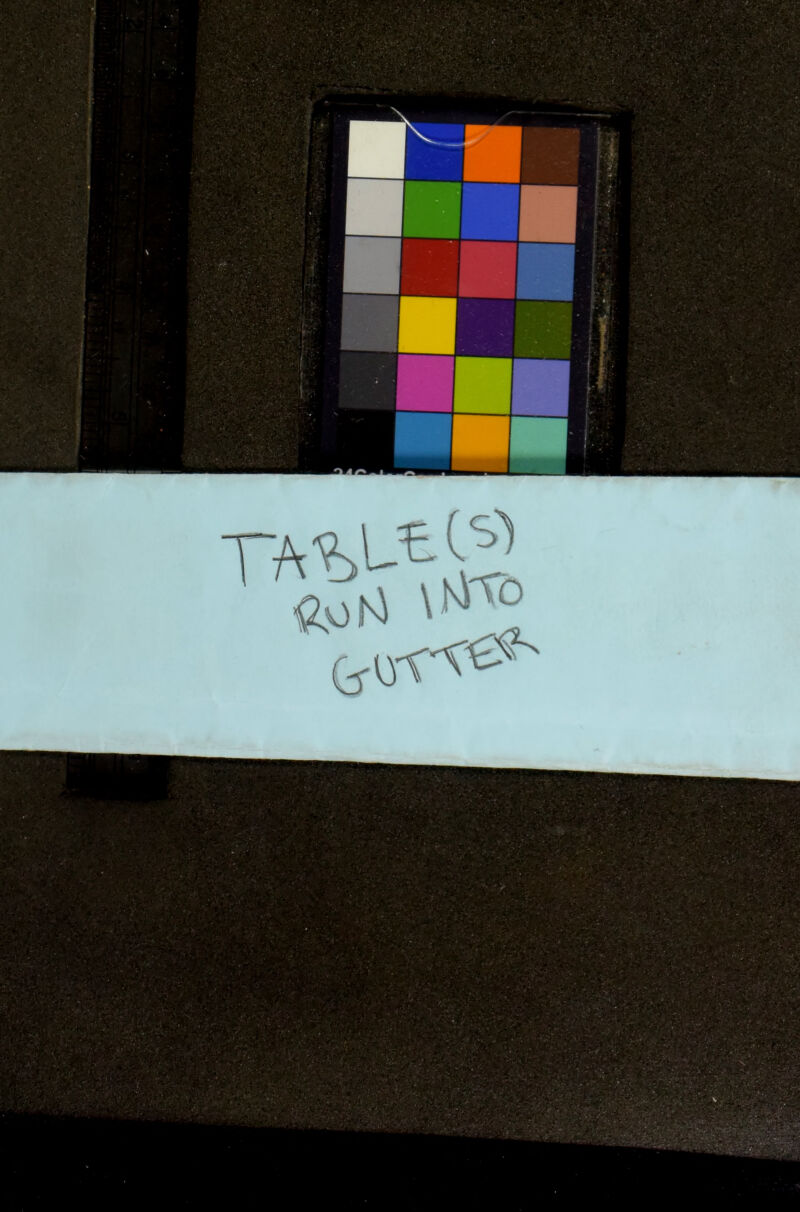 TABLE(S)
RUN INTO
GUTTER